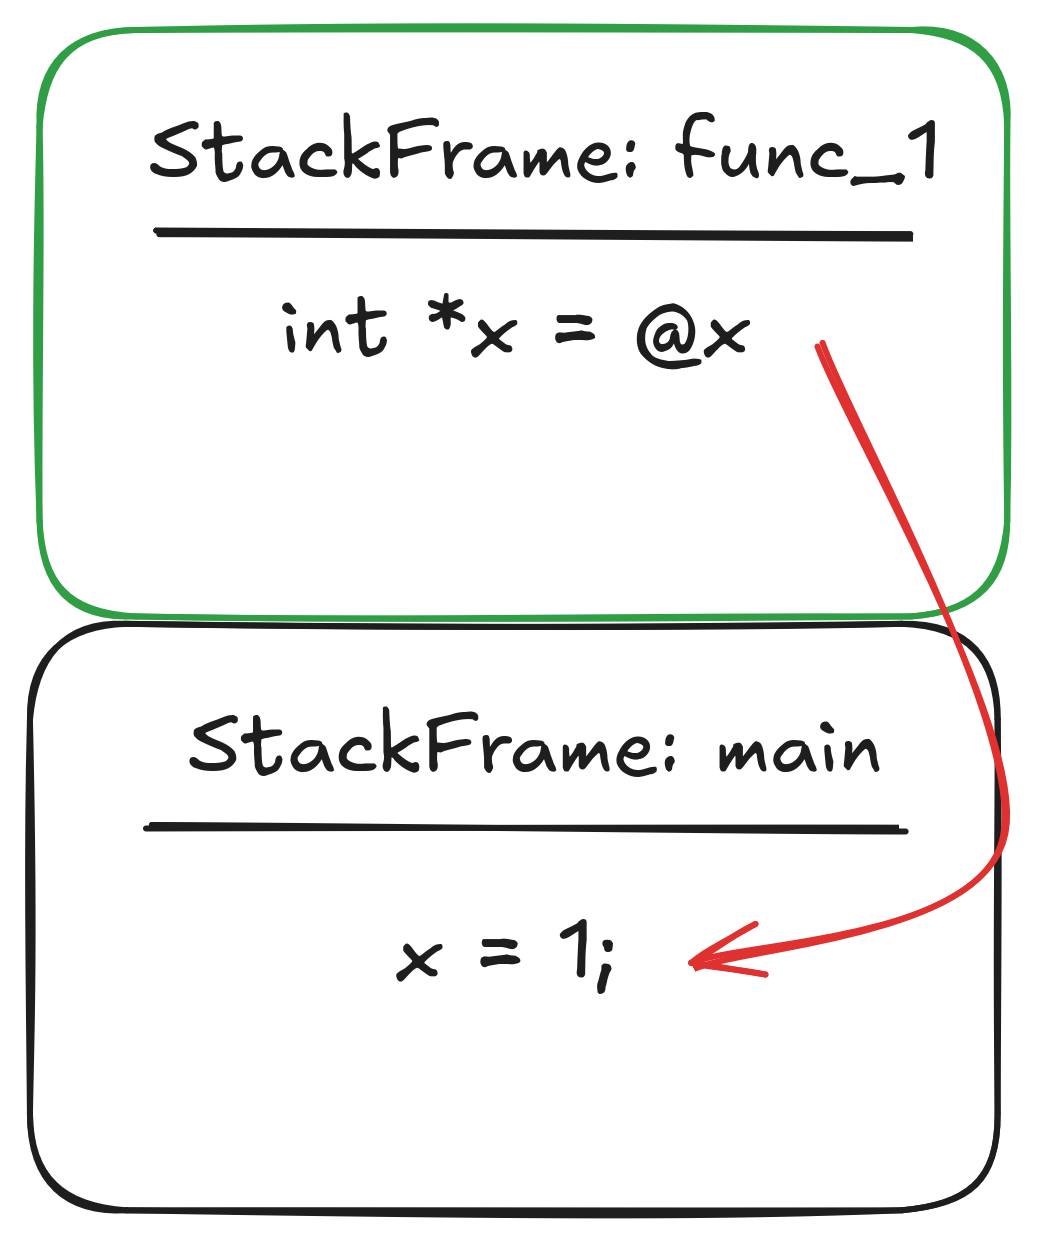 StackFrame: func_1
int *x = @x
StackFrame: main
x = 1;